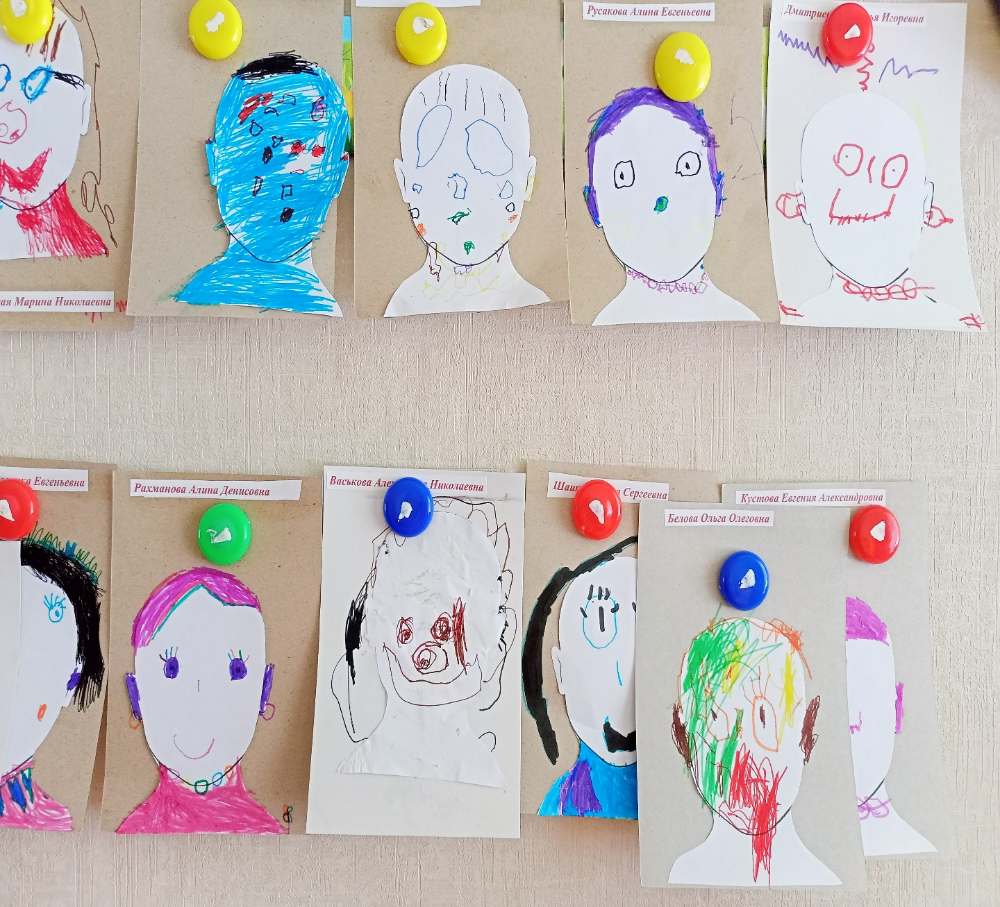 Русакова Алина Евгеньевна
Игоревна
Марина Николаевна
Евгеньевна
Рахманова Алина Денисовна
Васькова Николаевна
Сергеевна
Кустова Евгения Александровна
Белова Ольга Олеговна